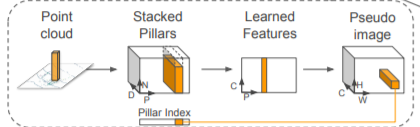 Point cloud
Stacked Pillars
Learned Features
Pseudo image
N
D
P
C
P
H
C
W
Pillar Index